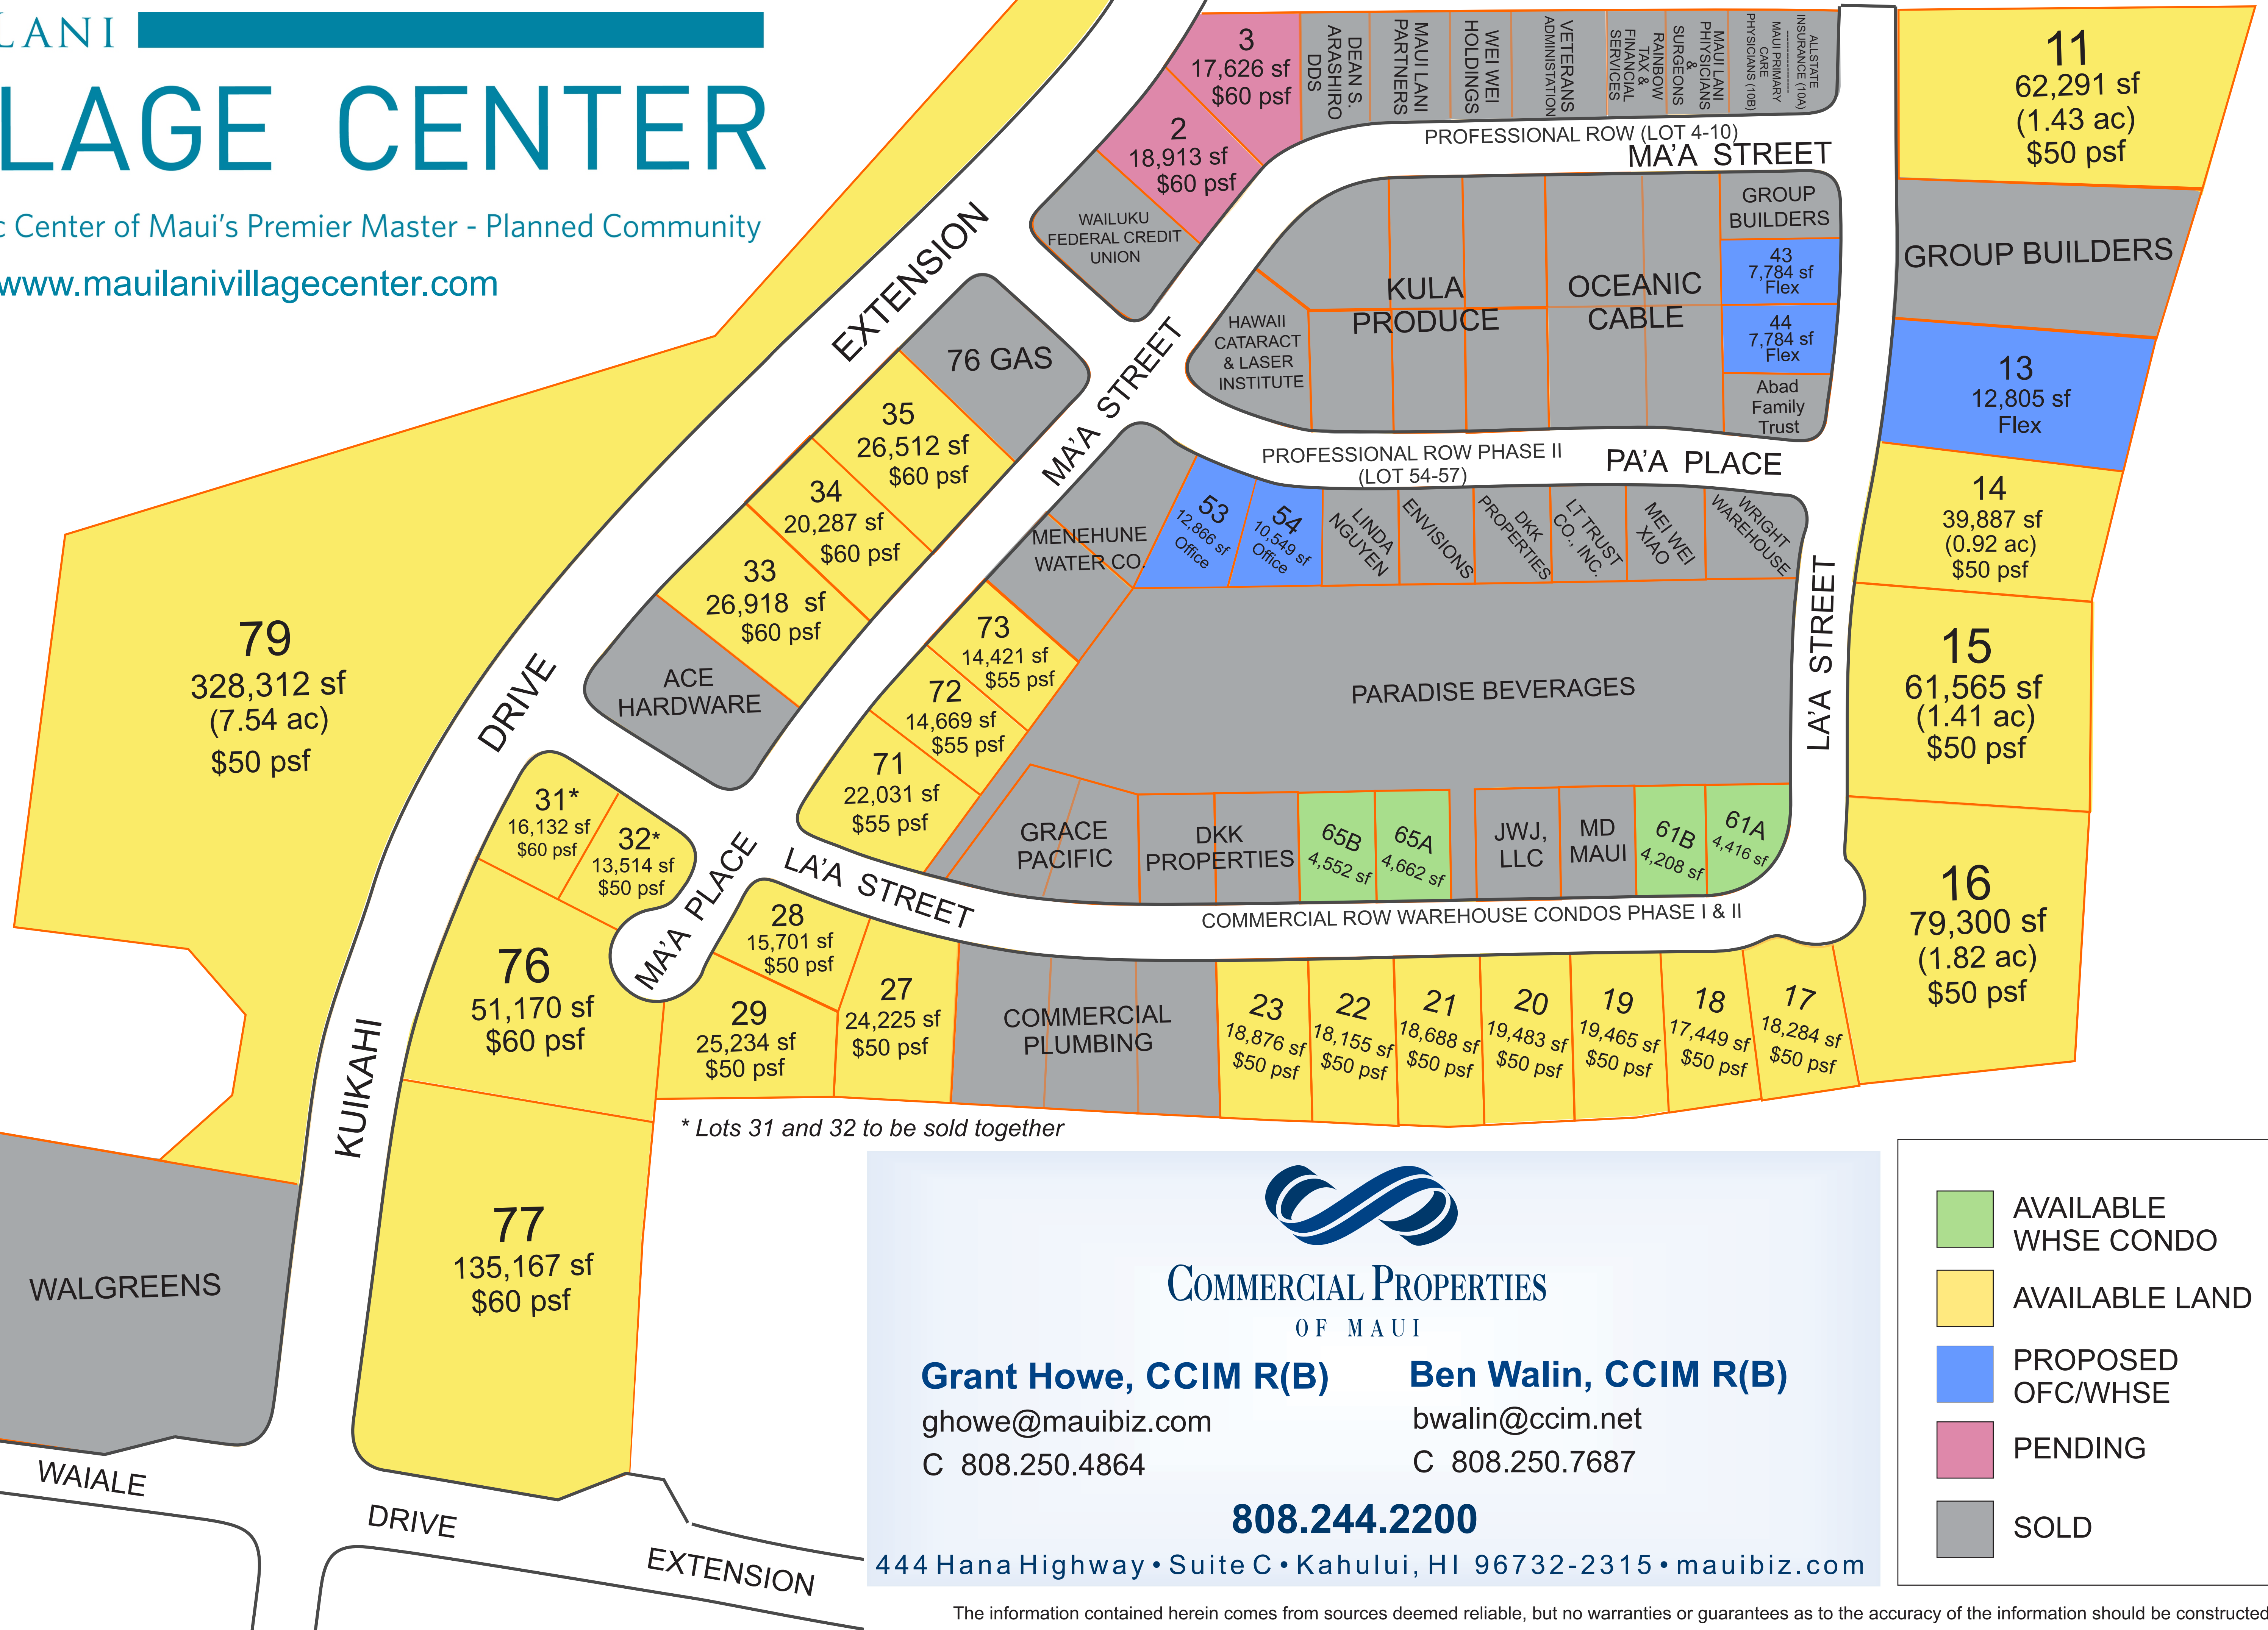 LANI
LAGE CENTER
c Center of Maui's Premier Master - Planned Community
www.mauilanivillagecenter.com
3
17,626 sf
$60 psf
2
18,913 sf
$60 psf
WAILUKU
FEDERAL CREDIT
UNION
DEAN S.
ARASHIRO
DDS
MAUI LANI
PARTNERS
WEI WEI
HOLDINGS
VETERANS
ADMINISTATION
RAINBOW
TAX &
FINANCIAL
SERVICES
MAUI LANI
PHYISICIANS
&
SURGEONS
ALLSTATE
INSURANCE (10A)
MAUI PRIMARY
CARE
PHYSICIANS (10B)
PROFESSIONAL ROW (LOT 4-10)
MA'A STREET
11
62,291 sf
(1.43 ac)
$50 psf
GROUP BUILDERS
13
12,805 sf
Flex
14
39,887 sf
(0.92 ac)
$50 psf
15
61,565 sf
(1.41 ac)
$50 psf
16
79,300 sf
(1.82 ac)
$50 psf
GROUP
BUILDERS
43
7,784 sf
Flex
44
7,784 sf
Flex
Abad
Family
Trust
KULA
PRODUCE
OCEANIC
CABLE
HAWAII
CATARACT
& LASER
INSTITUTE
EXTENSION
76 GAS
MA'A STREET
35
26,512 sf
$60 psf
34
20,287 sf
$60 psf
33
26,918 sf
$60 psf
ACE
HARDWARE
PROFESSIONAL ROW PHASE II
(LOT 54-57)
PA'A PLACE
MENEHUNE
WATER CO.
53
12,866 sf
Office
54
10,549 sf
Office
LINDA
NGUYEN
ENVISIONS
DKK
PROPERTIES
LT TRUST
CO., INC.
MEI WEI
XIAO
WRIGHT
WAREHOUSE
LA'A STREET
PARADISE BEVERAGES
73
14,421 sf
$55 psf
72
14,669 sf
$55 psf
71
22,031 sf
$55 psf
79
328,312 sf
(7.54 ac)
$50 psf
DRIVE
31*
16,132 sf
$60 psf
32*
13,514 sf
$50 psf
MA'A PLACE
LA'A STREET
GRACE
PACIFIC
DKK
PROPERTIES
65B
4,552 sf
65A
4,662 sf
JWJ,
LLC
MD
MAUI
61B
4,208 sf
61A
4,416 sf
COMMERCIAL ROW WAREHOUSE CONDOS PHASE I & II
76
51,170 sf
$60 psf
28
15,701 sf
$50 psf
29
25,234 sf
$50 psf
27
24,225 sf
$50 psf
COMMERCIAL
PLUMBING
23
18,876 sf
$50 psf
22
18,155 sf
$50 psf
21
18,688 sf
$50 psf
20
19,483 sf
$50 psf
19
19,465 sf
$50 psf
18
17,449 sf
$50 psf
17
18,284 sf
$50 psf
KUIKAHI
* Lots 31 and 32 to be sold together
77
135,167 sf
$60 psf
WALGREENS
WAIALE
DRIVE
EXTENSION
COMMERCIAL PROPERTIES
OF MAUI
Grant Howe, CCIM R(B)
ghowe@mauibiz.com
C 808.250.4864
Ben Walin, CCIM R(B)
bwalin@ccim.net
C 808.250.7687
808.244.2200
444 Hana Highway • Suite C • Kahului, HI 96732-2315 • mauibiz.com
AVAILABLE
WHSE CONDO
AVAILABLE LAND
PROPOSED
OFC/WHSE
PENDING
SOLD
The information contained herein comes from sources deemed reliable, but no warranties or guarantees as to the accuracy of the information should be constructed